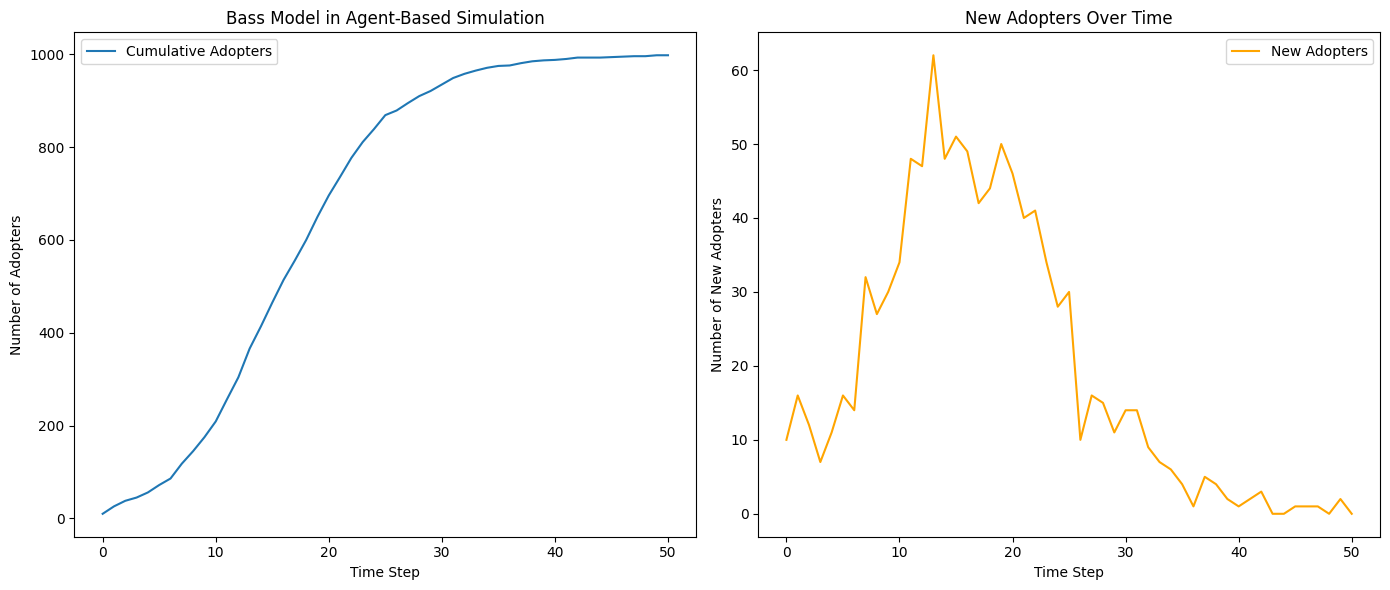 Bass Model in Agent-Based Simulation
Cumulative Adopters
Number of Adopters
1000
800
600
400
200
0
0 10 20 30 40 50
Time Step
New Adopters Over Time
New Adopters
Number of New Adopters
60
50
40
30
20
10
0
0 10 20 30 40 50
Time Step